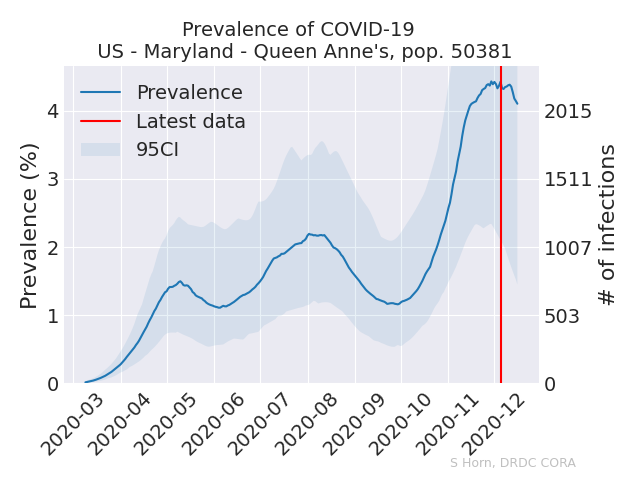 Prevalence of COVID-19
US - Maryland - Queen Anne's, pop. 50381
Prevalence
Latest data
95CI
Prevalence (%)
4
3
2
1
0
2015
1511
1007
503
0
# of infections
2020-03
2020-04
2020-05
2020-06
2020-07
2020-08
2020-09
2020-10
2020-11
2020-12
S Horn, DRDC CORA